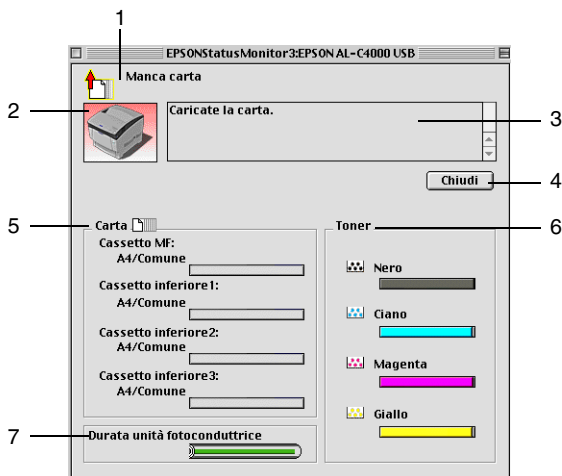 1
EPSONStatusMonitor3:EPSON AL-C4000 USB
Manca carta
2
Caricate la carta.
3
Chiudi
4
5
Carta
Cassetto MF:
A4/Comune
Cassetto inferiore1:
A4/Comune
Cassetto inferiore2:
A4/Comune
Cassetto inferiore3:
A4/Comune
Toner
6
Nero
Ciano
Magenta
Giallo
7
Durata unità fotoconduttrice